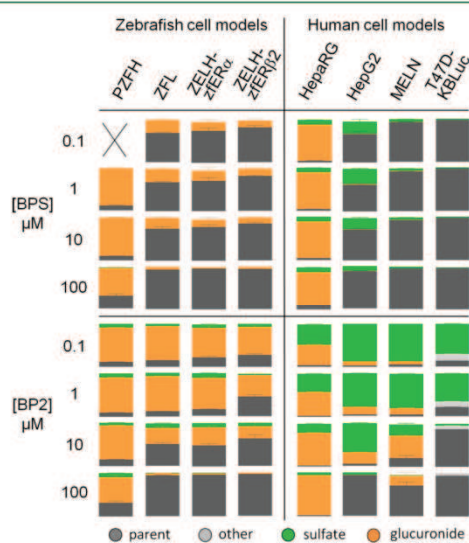 Zebrafish cell models Human cell models
PZFH ZFL ZELH-zfERα ZELH-zfERβ2 HepaRG HepG2 MELN T47D-KBLuc
0.1
1
[BPS]
µM
10
100
0.1
1
[BP2]
µM
10
100
parent other sulfate glucuronide